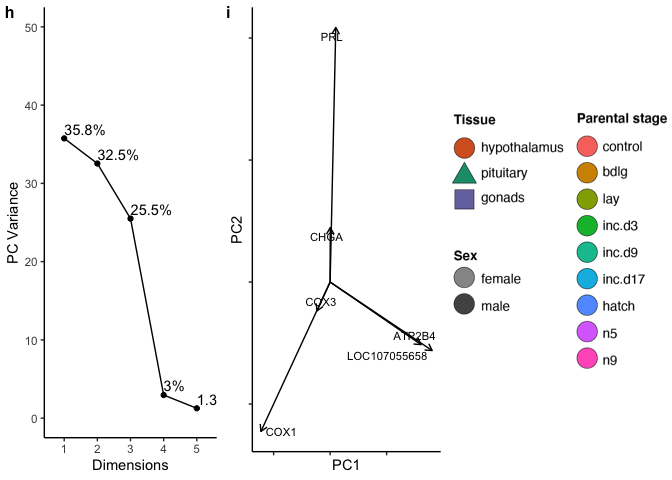 h
i
50
40
30
20
10
0
PC Variance
35.8%
32.5%
25.5%
3%
1.3
1 2 3 4 5
Dimensions
PC2
PRL
CHGA
COX3
ATP2B4
LOC107055658
COX1
PC1
Tissue
hypothalamus
pituitary
gonads
Sex
female
male
Parental stage
control
bdlg
lay
inc.d3
inc.d9
inc.d17
hatch
n5
n9